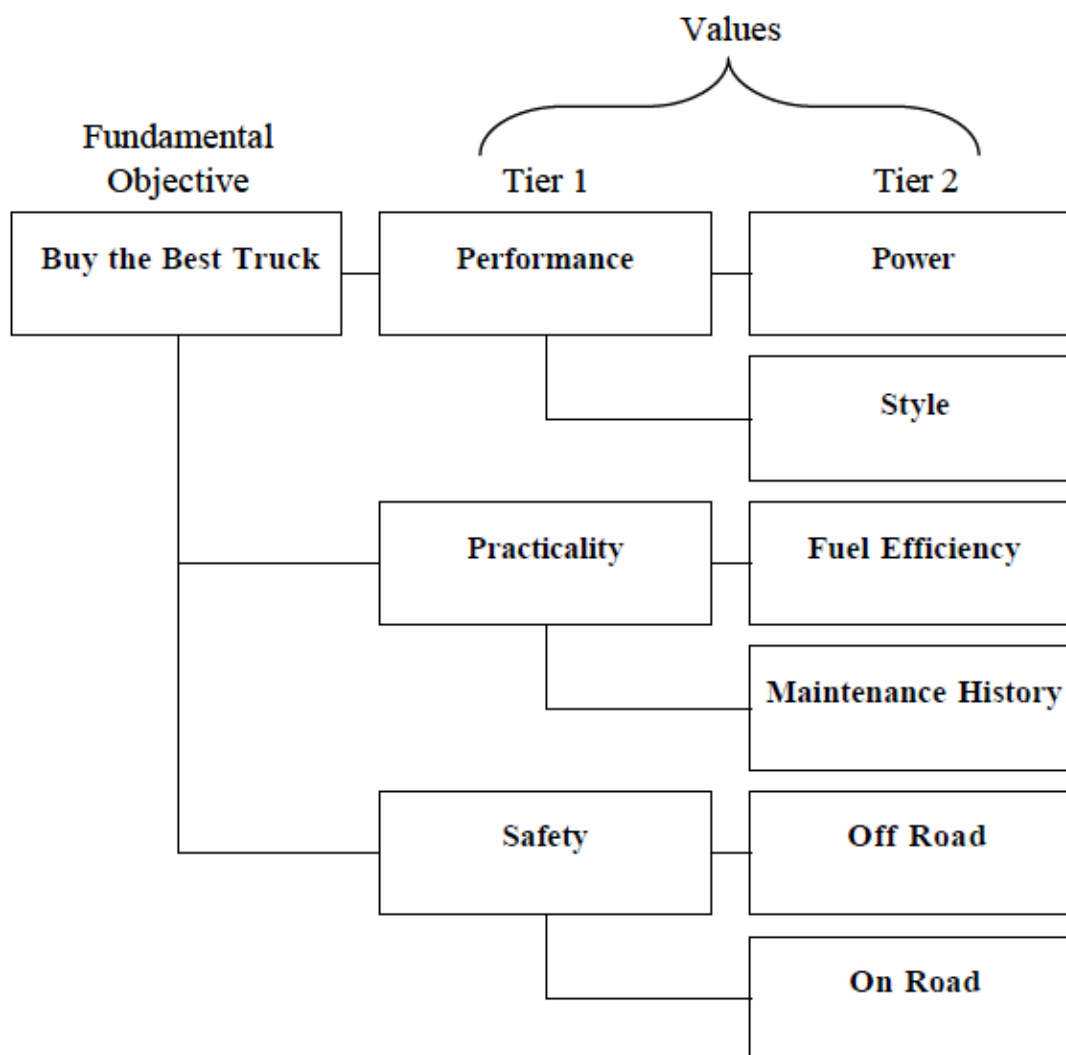 Values
Fundamental
Objective
Tier 1
Tier 2
Buy the Best Truck
Performance
Power
Style
Practicality
Fuel Efficiency
Maintenance History
Safety
Off Road
On Road